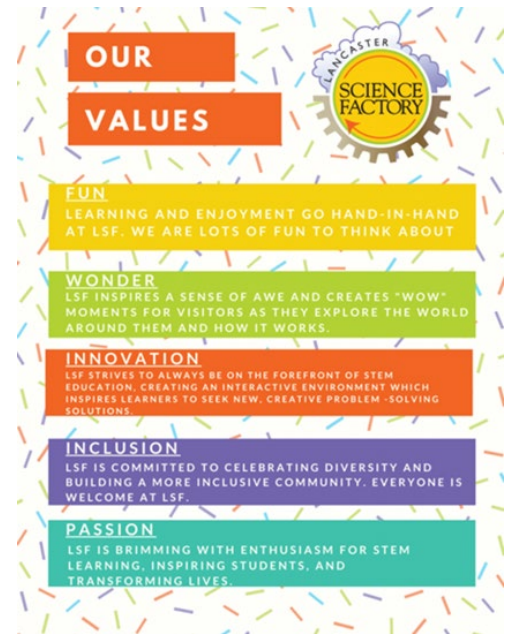 OUR
VALUES
LANCASTER
SCIENCE
FACTORY
FUN
LEARNING AND ENJOYMENT GO HAND-IN-HAND
AT LSF. WE ARE LOTS OF FUN TO THINK ABOUT
WONDER
LSF INSPIRES A SENSE OF AWE AND CREATES "WOW"
MOMENTS FOR VISITORS AS THEY EXPLORE THE WORLD
AROUND THEM AND HOW IT WORKS.
INNOVATION
LSF STRIVES TO ALWAYS BE ON THE FOREFRONT OF STEM
EDUCATION, CREATING AN INTERACTIVE ENVIRONMENT WHICH
INSPIRES LEARNERS TO SEEK NEW, CREATIVE PROBLEM -SOLVING
SOLUTIONS.
INCLUSION
LSF IS COMMITTED TO CELEBRATING DIVERSITY AND
BUILDING A MORE INCLUSIVE COMMUNITY. EVERYONE IS
WELCOME AT LSF.
PASSION
LSF IS BRIMMING WITH ENTHUSIASM FOR STEM
LEARNING, INSPIRING STUDENTS, AND
TRANSFORMING LIVES.